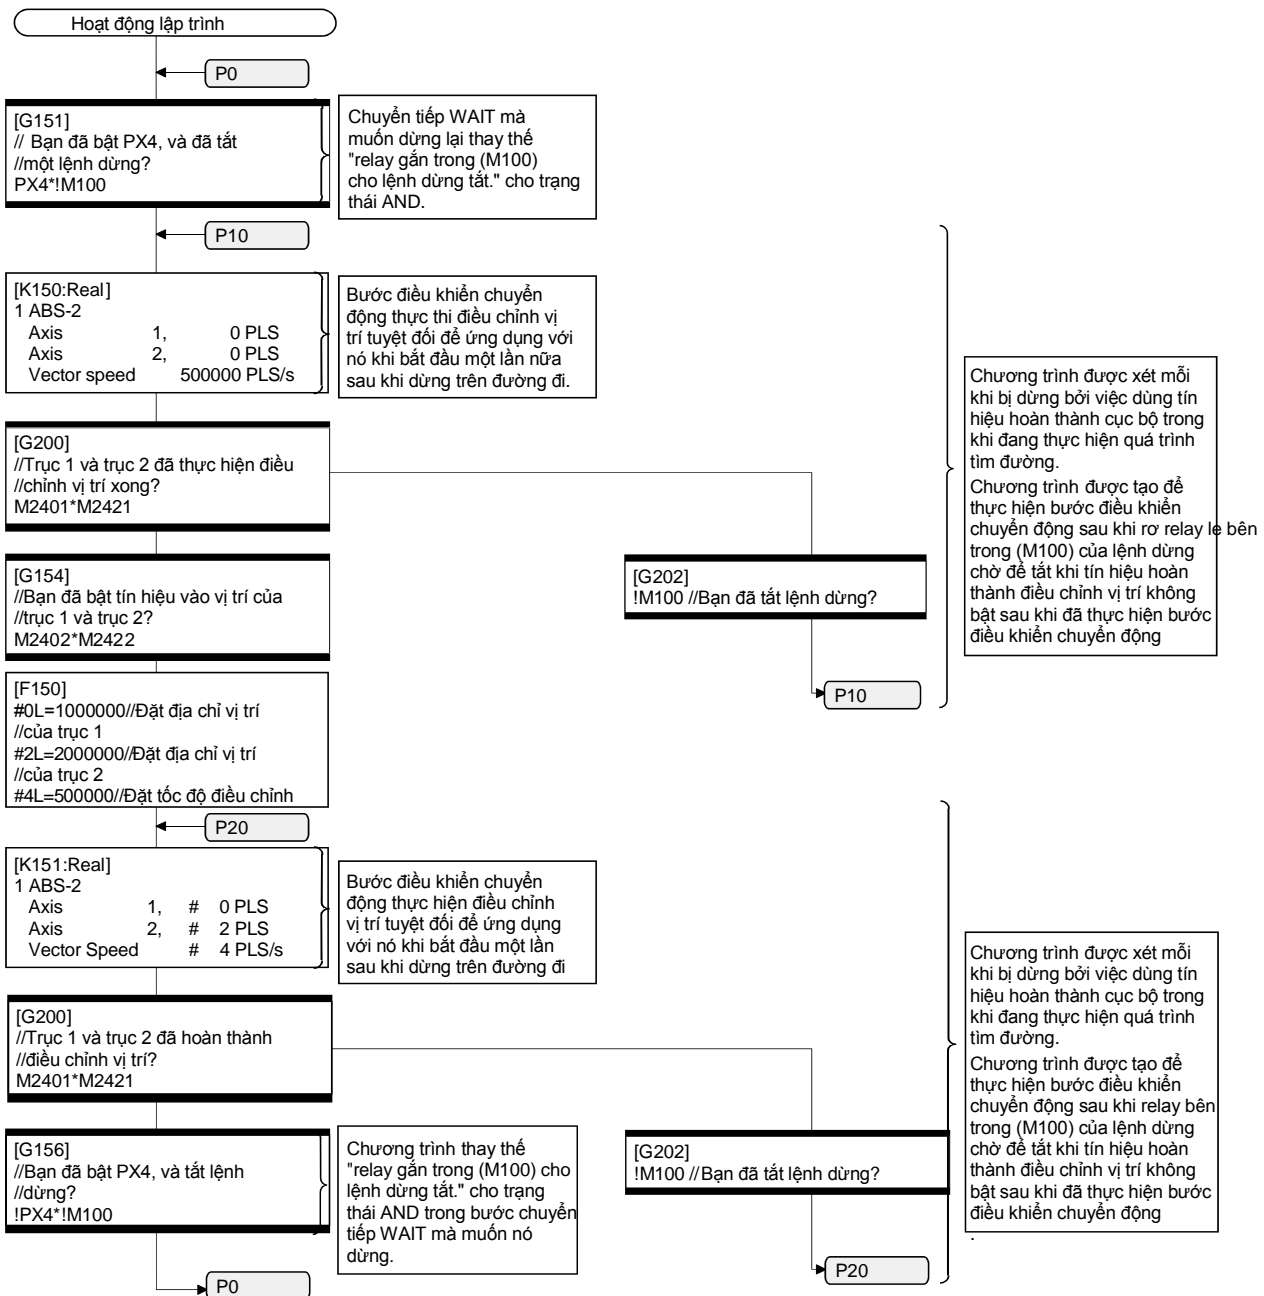 Hoạt động lập trình
P0
[G151]
// Bạn đã bật PX4, và đã tắt
//một lệnh dừng?
PX4*!M100
Chuyển tiếp WAIT mà
muốn dừng lại thay thế
"relay gắn trong (M100)
cho lệnh dừng tắt." cho trạng
thái AND.
P10
[K150:Real]
1 ABS-2
Axis 1, 0 PLS
Axis 2, 0 PLS
Vector speed 500000 PLS/s
Bước điều khiển chuyển
động thực thi điều chỉnh vị
trí tuyệt đối để ứng dụng với
nó khi bắt đầu một lần nữa
sau khi dừng trên đường đi.
[G200]
//Trục 1 và trục 2 đã thực hiện điều
//chỉnh vị trí xong?
M2401*M2421
[G154]
//Bạn đã bật tín hiệu vào vị trí của
//trục 1 và trục 2?
M2402*M2422
[G202]
!M100 //Bạn đã tắt lệnh dừng?
P10
Chương trình được xét mỗi
khi bị dừng bởi việc dùng tín
hiệu hoàn thành cục bộ trong
khi đang thực hiện quá trình
tìm đường.
Chương trình được tạo để
thực hiện bước điều khiển
chuyển động sau khi rơ relay le bên
trong (M100) của lệnh dừng
chờ để tắt khi tín hiệu hoàn
thành điều chỉnh vị trí không
bật sau khi đã thực hiện bước
điều khiển chuyển động
[F150]
#0L=1000000//Đặt địa chỉ vị trí
//của trục 1
#2L=2000000//Đặt địa chỉ vị trí
//của trục 2
#4L=500000//Đặt tốc độ điều chỉnh
P20
[K151:Real]
1 ABS-2
Axis 1, # 0 PLS
Axis 2, # 2 PLS
Vector Speed # 4 PLS/s
Bước điều khiển chuyển
động thực hiện điều chỉnh
vị trí tuyệt đối để ứng dụng
với nó khi bắt đầu một lần
sau khi dừng trên đường đi
[G200]
//Trục 1 và trục 2 đã hoàn thành
//điều chỉnh vị trí?
M2401*M2421
[G156]
//Bạn đã bật PX4, và tắt lệnh
//dừng?
!PX4*!M100
Chương trình thay thế
"relay gắn trong (M100) cho
lệnh dừng tắt." cho trạng
thái AND trong bước chuyển
tiếp WAIT mà muốn nó
dừng.
P0
[G202]
!M100 //Bạn đã tắt lệnh dừng?
P20
Chương trình được xét mỗi
khi bị dừng bởi việc dùng tín
hiệu hoàn thành cục bộ trong
khi đang thực hiện quá trình
tìm đường.
Chương trình được tạo để
thực hiện bước điều khiển
chuyển động sau khi relay bên
trong (M100) của lệnh dừng
chờ để tắt khi tín hiệu hoàn
thành điều chỉnh vị trí không
bật sau khi đã thực hiện bước
điều khiển chuyển động
.